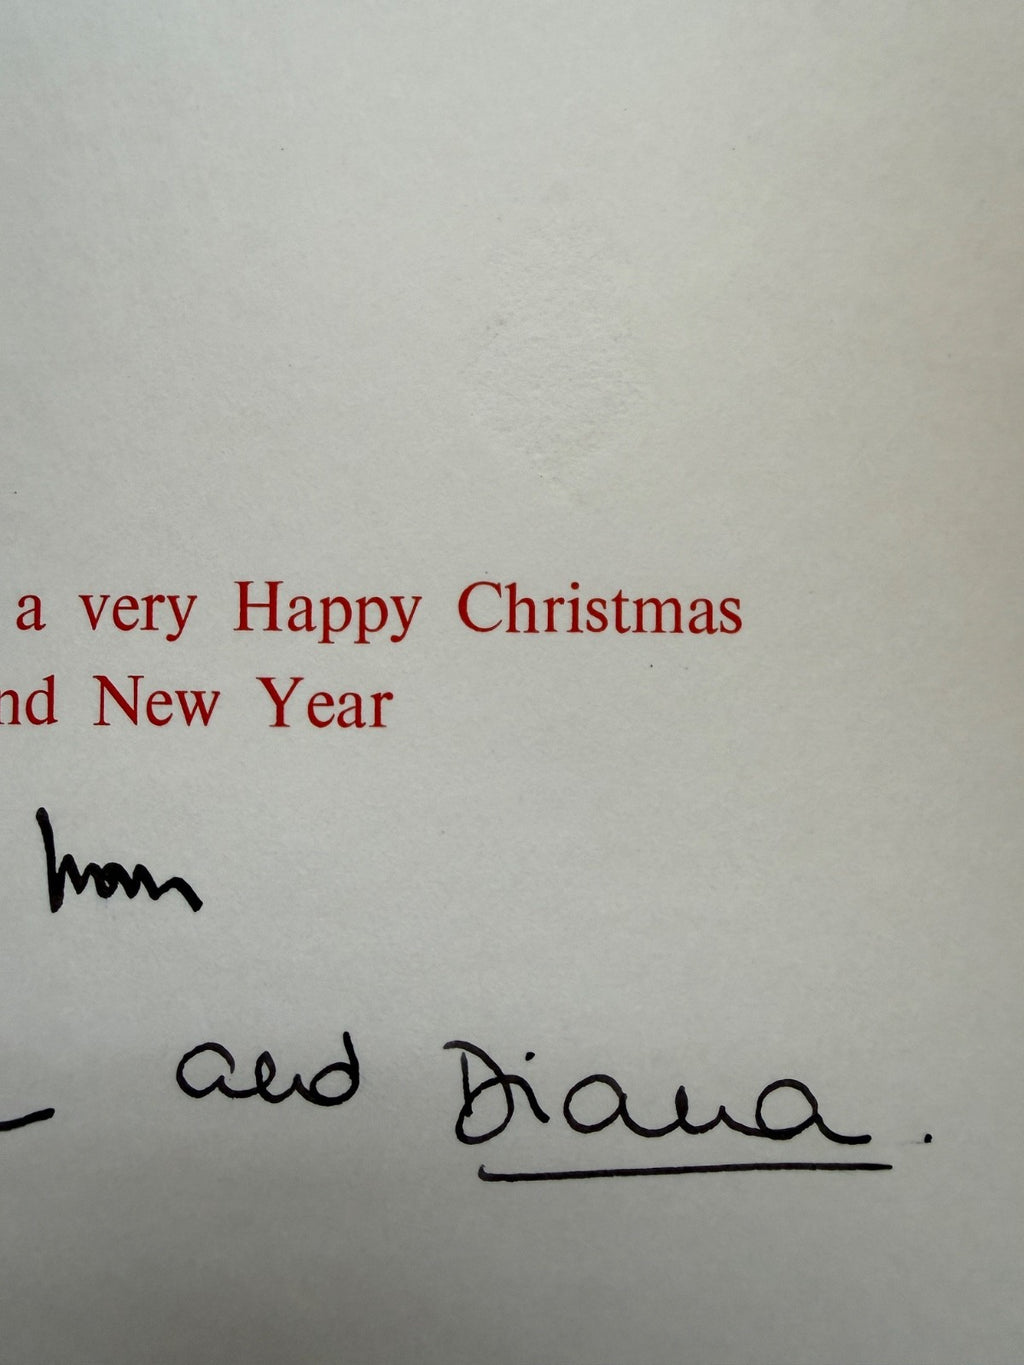 a very Happy Christmas
nd New Year
from
and Diana.